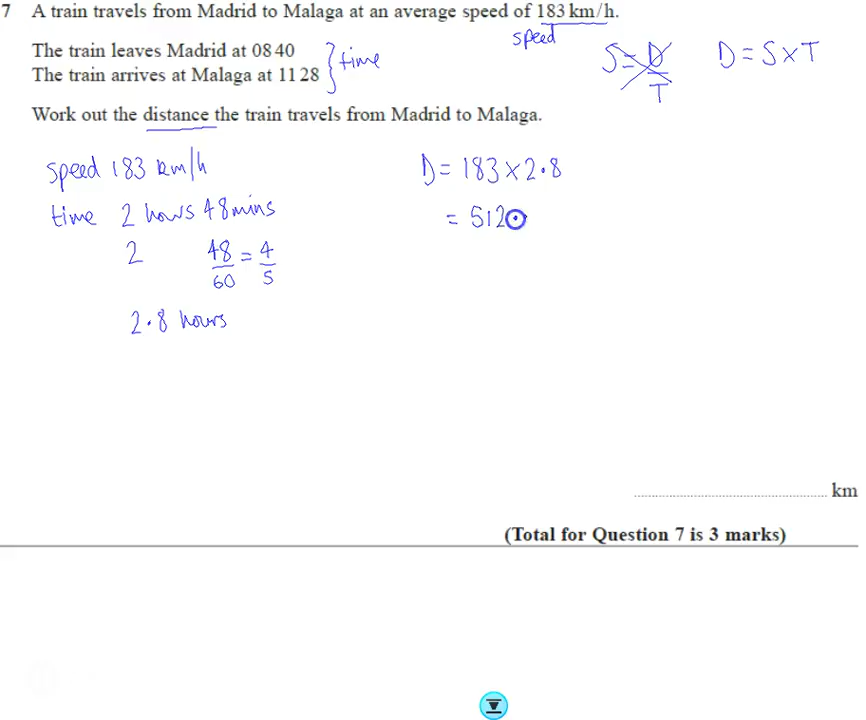 7 A train travels from Madrid to Malaga at an average speed of 183 km/h.
speed
The train leaves Madrid at 08 40
The train arrives at Malaga at 11 28
} time
S = D/T
D = S × T
Work out the distance the train travels from Madrid to Malaga.
speed 183 km/h
time 2 hours 48 mins
2 48/60 = 4/5
2.8 hours
D = 183 × 2.8
= 512
km
(Total for Question 7 is 3 marks)